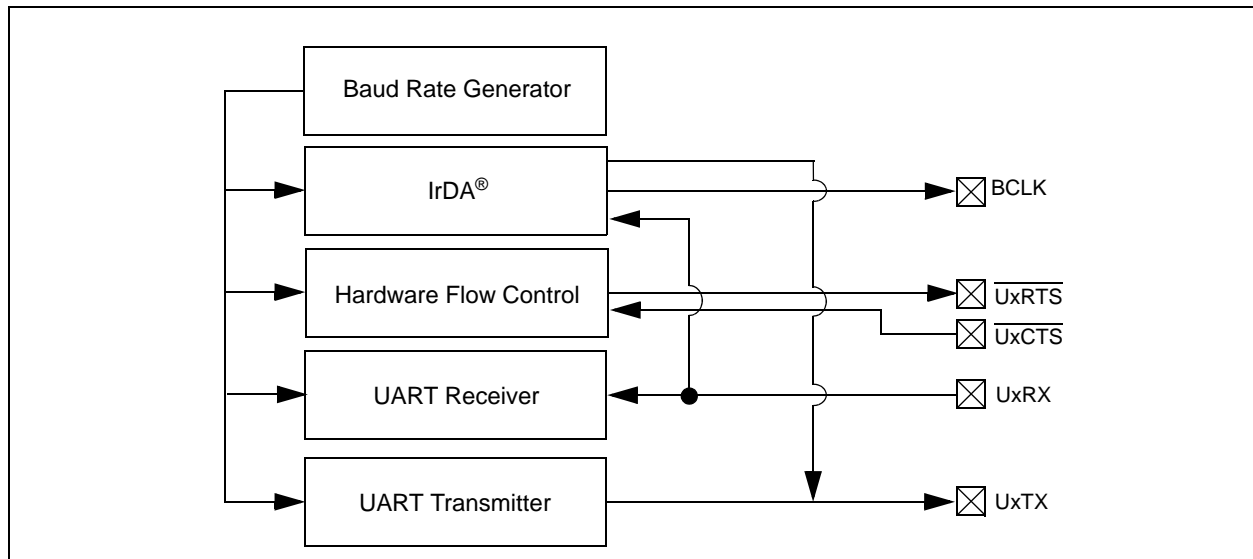 Baud Rate Generator
IrDA®
BCLK
Hardware Flow Control
UxRTS
UxCTS
UART Receiver
UxRX
UART Transmitter
UxTX